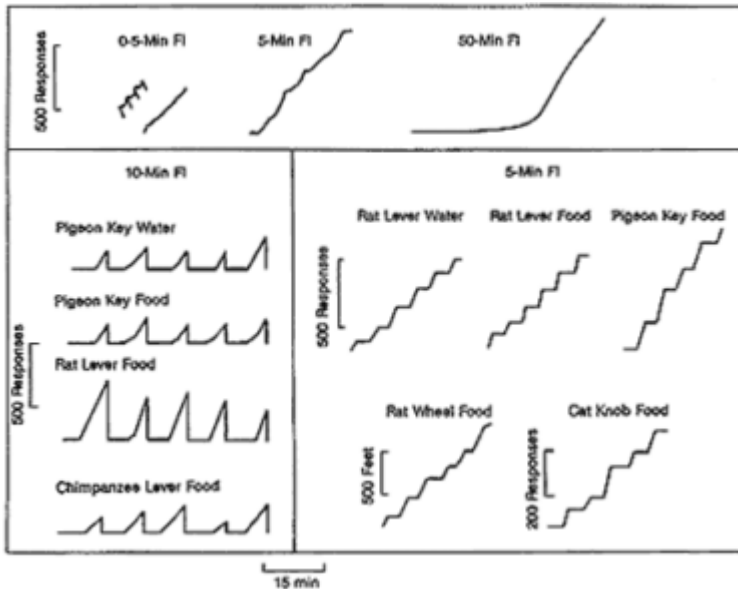 0·5-Min FI
5-Min FI
50-Min FI
500 Responses
10-Min FI
Pigeon Key Water
Pigeon Key Food
Rat Lever Food
Chimpanzee Lever Food
500 Responses
5-Min FI
Rat Lever Water
Rat Lever Food
Pigeon Key Food
500 Responses
Rat Wheel Food
Cat Knob Food
500 Feet
200 Responses
15 min